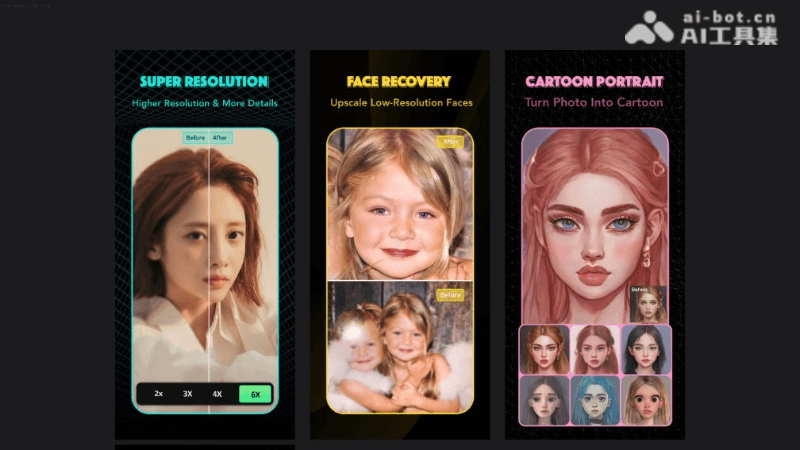 ai-bot.cn
AI工具集
SUPER RESOLUTION
Higher Resolution & More Details
Before
After
2x
3X
4X
6X
FACE RECOVERY
Upscale Low-Resolution Faces
After
Before
CARTOON PORTRAIT
Turn Photo Into Cartoon
Before